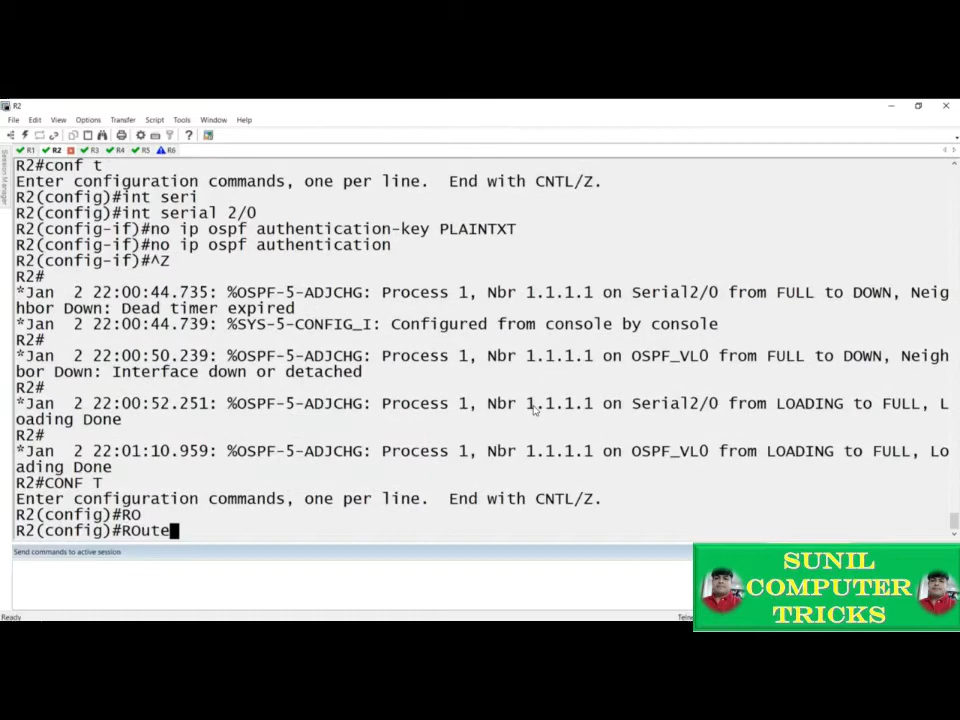 R2
File Edit View Options Transfer Script Tools Window Help
R1 R2 R3 R4 R5 R6
Session Manager
R2#conf t
Enter configuration commands, one per line.  End with CNTL/Z.
R2(config)#int seri
R2(config)#int serial 2/0
R2(config-if)#no ip ospf authentication-key PLAINTXT
R2(config-if)#no ip ospf authentication
R2(config-if)#^Z
R2#
*Jan  2 22:00:44.735: %OSPF-5-ADJCHG: Process 1, Nbr 1.1.1.1 on Serial2/0 from FULL to DOWN, Neig
hbor Down: Dead timer expired
*Jan  2 22:00:44.739: %SYS-5-CONFIG_I: Configured from console by console
R2#
*Jan  2 22:00:50.239: %OSPF-5-ADJCHG: Process 1, Nbr 1.1.1.1 on OSPF_VL0 from FULL to DOWN, Neigh
bor Down: Interface down or detached
R2#
*Jan  2 22:00:52.251: %OSPF-5-ADJCHG: Process 1, Nbr 1.1.1.1 on Serial2/0 from LOADING to FULL, L
oading Done
R2#
*Jan  2 22:01:10.959: %OSPF-5-ADJCHG: Process 1, Nbr 1.1.1.1 on OSPF_VL0 from LOADING to FULL, Lo
ading Done
R2#CONF T
Enter configuration commands, one per line.  End with CNTL/Z.
R2(config)#RO
R2(config)#ROute
Send commands to active session
SUNIL
COMPUTER
TRICKS
Ready